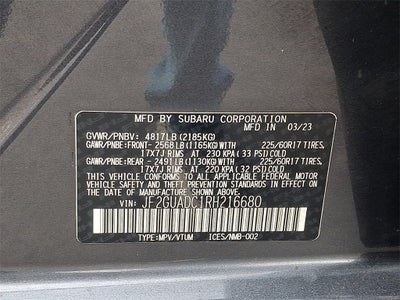 MFD BY SUBARU CORPORATION
MFD IN 03/23
GVWR/PNBV: 4817LB (2185KG)
GAWR/PNBE: FRONT- 2568LB (1165KG) WITH 225/60R17 TIRES,
17X7J RIMS AT 230 KPA (33 PSI) COLD
GAWR/PNBE: REAR - 2491LB (1130KG) WITH 225/60R17 TIRES,
17X7J RIMS AT 220 KPA (32 PSI) COLD
THIS VEHICLE CONFORMS TO ALL APPLICABLE
FEDERAL MOTOR VEHICLE SAFETY STANDARDS
IN EFFECT ON THE DATE OF MANUFACTURE
SHOWN ABOVE.
VIN: JF2GUADC1RH216680
TYPE:MPV/VTUM ICES/NMB-002